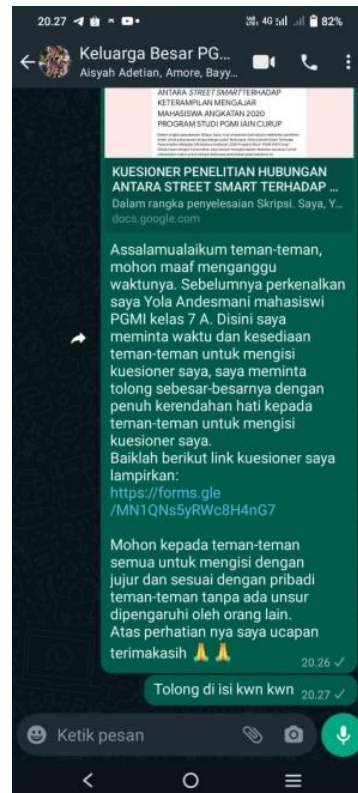 20.27
4G
82%
Keluarga Besar PG...
Aisyah Adetian, Amore, Bayy...
ANTARA STREET SMART TERHADAP
KETERAMPILAN MENGAJAR
MAHASISWA ANGKATAN 2020
PROGRAM STUDI PGMI IAIN CURUP
KUESIONER PENELITIAN HUBUNGAN
ANTARA STREET SMART TERHADAP ...
Dalam rangka penyelesaian Skripsi. Saya, Y...
docs.google.com
Assalamualaikum teman-teman,
mohon maaf menganggu
waktunya. Sebelumnya perkenalkan
saya Yola Andesmani mahasiswi
PGMI kelas 7 A. Disini saya
meminta waktu dan kesediaan
teman-teman untuk mengisi
kuesioner saya, saya meminta
tolong sebesar-besarnya dengan
penuh kerendahan hati kepada
teman-teman untuk mengisi
kuesioner saya.
Baiklah berikut link kuesioner saya
lampirkan:
https://forms.gle
/MN1QNs5yRWc8H4nG7
Mohon kepada teman-teman
semua untuk mengisi dengan
jujur dan sesuai dengan pribadi
teman-teman tanpa ada unsur
dipengaruhi oleh orang lain.
Atas perhatian nya saya ucapan
terimakasih 🙏 🙏
20.26
Tolong di isi kwn kwn 20.27
Ketik pesan